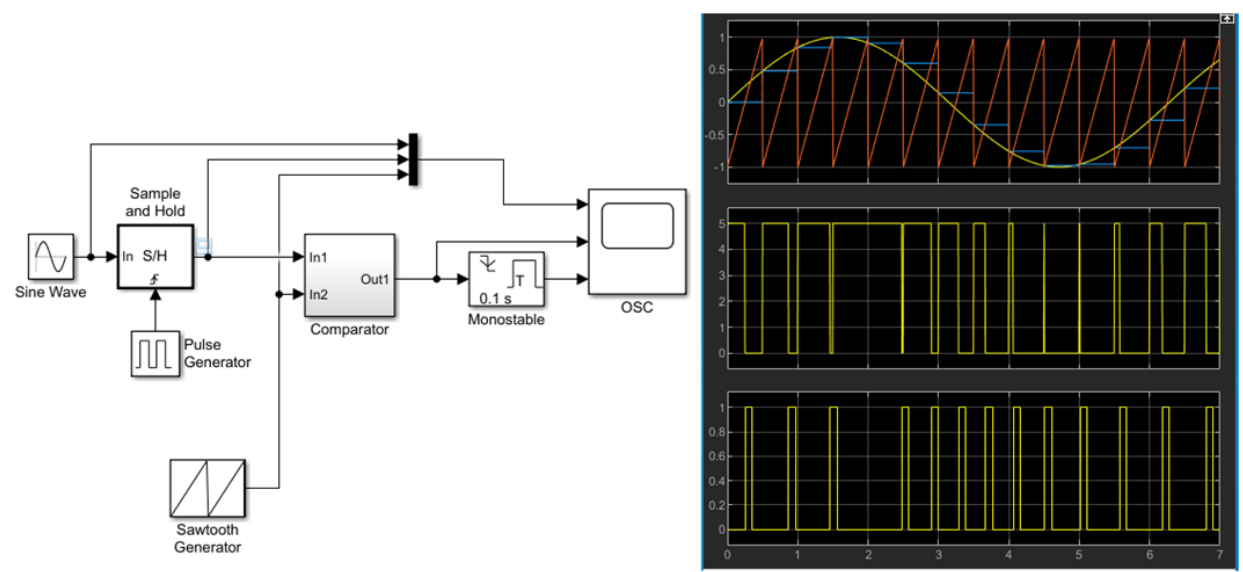 Sample
and Hold
In S/H
Sine Wave
In1
In2
Out1
Comparator
T
0.1 s
Monostable
OSC
Pulse
Generator
Sawtooth
Generator
1
0.5
0
-0.5
-1
5
4
3
2
1
0
1
0.8
0.6
0.4
0.2
0
0 1 2 3 4 5 6 7